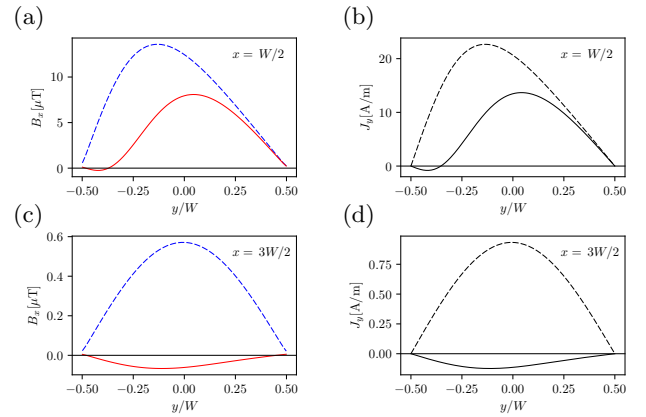 (a)
B_x [μT]
10
5
0
x = W/2
−0.50 −0.25 0.00 0.25 0.50
y/W
(b)
J_y[A/m]
20
10
0
x = W/2
−0.50 −0.25 0.00 0.25 0.50
y/W
(c)
B_x [μT]
0.6
0.4
0.2
0.0
x = 3W/2
−0.50 −0.25 0.00 0.25 0.50
y/W
(d)
J_y[A/m]
0.75
0.50
0.25
0.00
x = 3W/2
−0.50 −0.25 0.00 0.25 0.50
y/W